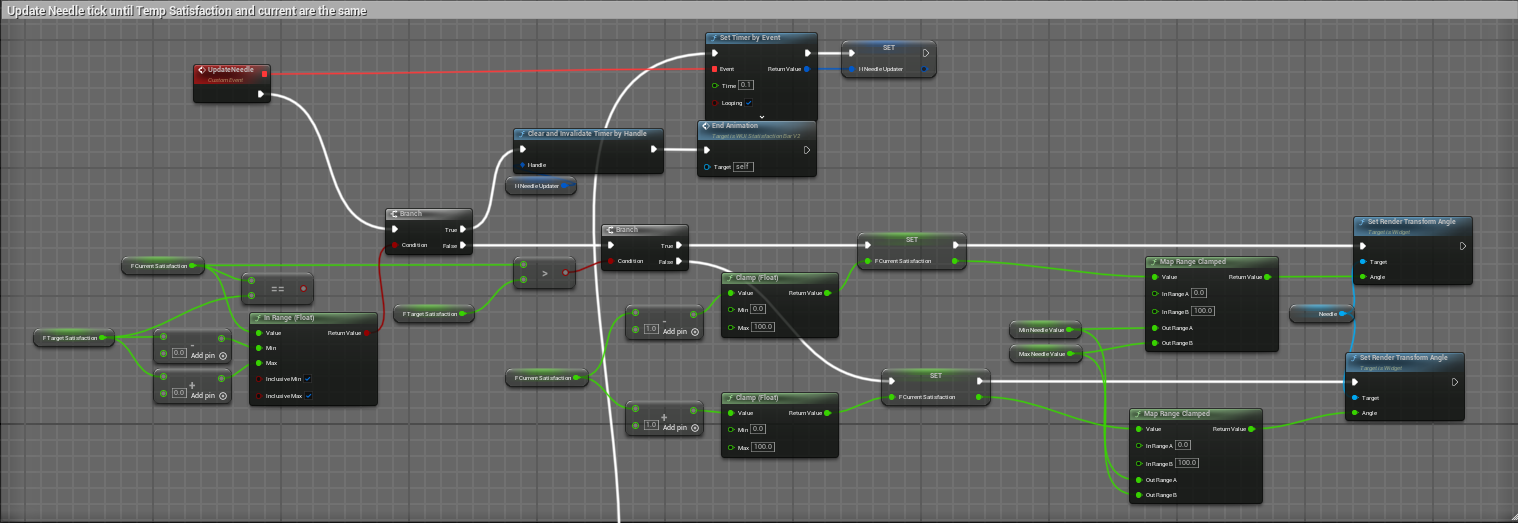 Update Needle tick until Temp Satisfaction and current are the same
Set Timer by Event
Event
Return Value
Time 0.1
Looping
SET
H Needle Updater
UpdateNeedle
Custom Event
Clear and Invalidate Timer by Handle
Handle
H Needle Updater
End Animation
Target is WUI Satisfaction Bar V2
Target self
Branch
True
Condition
False
Branch
True
Condition
False
F Current Satisfaction
==
F Target Satisfaction
-
0.0 Add pin
+
0.0 Add pin
In Range (Float)
Value
Return Value
Min
Max
Inclusive Min
Inclusive Max
>
F Target Satisfaction
F Current Satisfaction
-
1.0 Add pin
+
1.0 Add pin
Clamp (Float)
Value
Return Value
Min 0.0
Max 100.0
Clamp (Float)
Value
Return Value
Min 0.0
Max 100.0
SET
F Current Satisfaction
SET
F Current Satisfaction
Min Needle Value
Max Needle Value
Map Range Clamped
Value
Return Value
In Range A 0.0
In Range B 100.0
Out Range A
Out Range B
Map Range Clamped
Value
Return Value
In Range A 0.0
In Range B 100.0
Out Range A
Out Range B
Needle
Set Render Transform Angle
Target is Widget
Target
Angle
Set Render Transform Angle
Target is Widget
Target
Angle